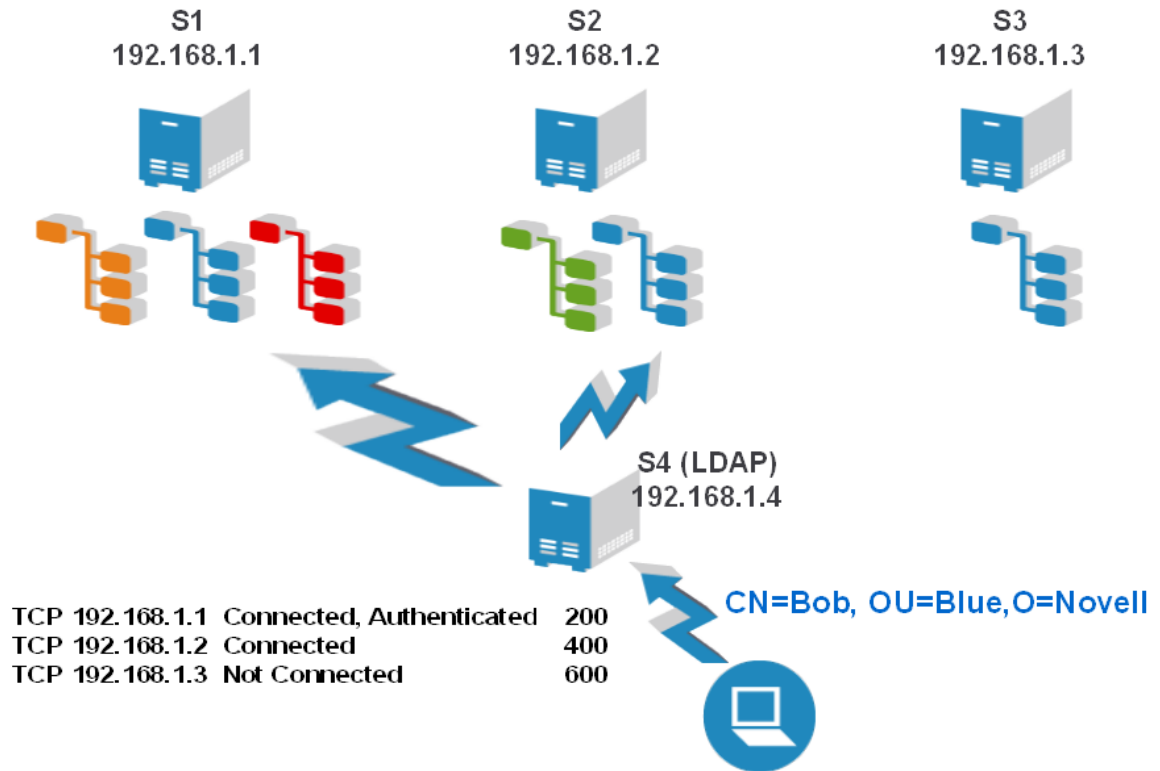 S1
192.168.1.1
S2
192.168.1.2
S3
192.168.1.3
S4 (LDAP)
192.168.1.4
CN=Bob, OU=Blue,O=Novell
TCP 192.168.1.1 Connected, Authenticated 200
TCP 192.168.1.2 Connected 400
TCP 192.168.1.3 Not Connected 600